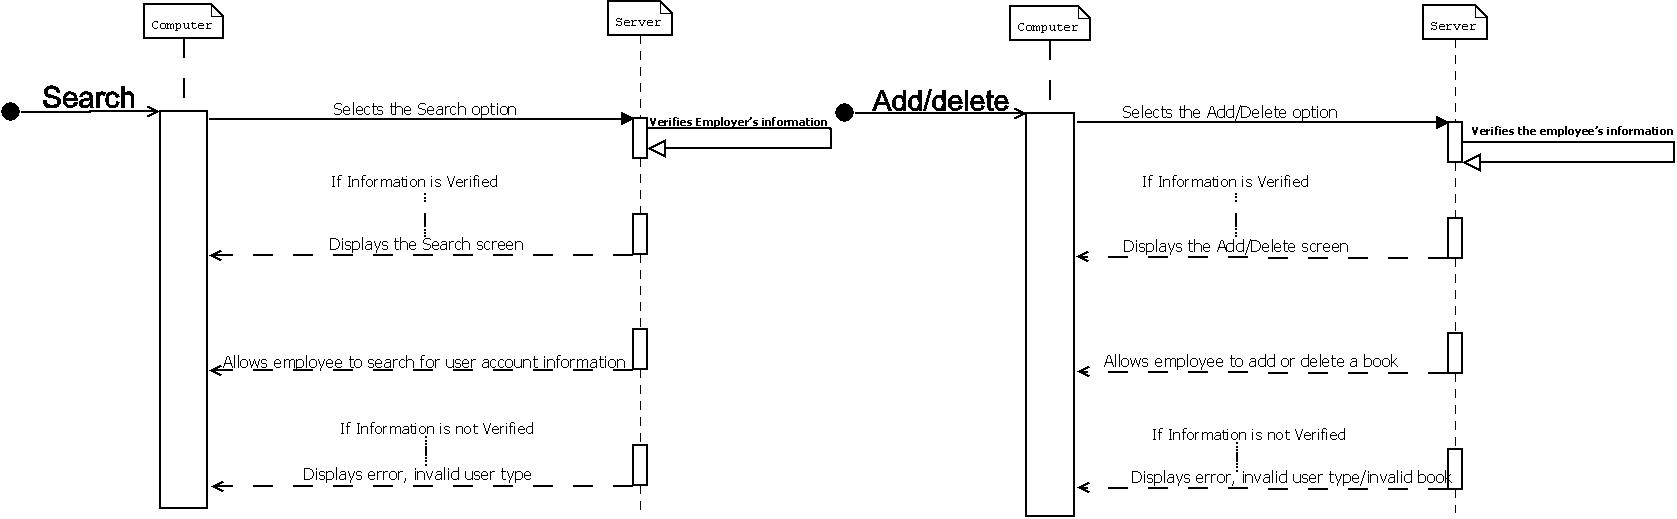 Computer
Server
Search
Selects the Search option
Verifies Employer's information
If Information is Verified
Displays the Search screen
Allows employee to search for user account information
If Information is not Verified
Displays error, invalid user type
Computer
Server
Add/delete
Selects the Add/Delete option
Verifies the employee's information
If Information is Verified
Displays the Add/Delete screen
Allows employee to add or delete a book
If Information is not Verified
Displays error, invalid user type/invalid book